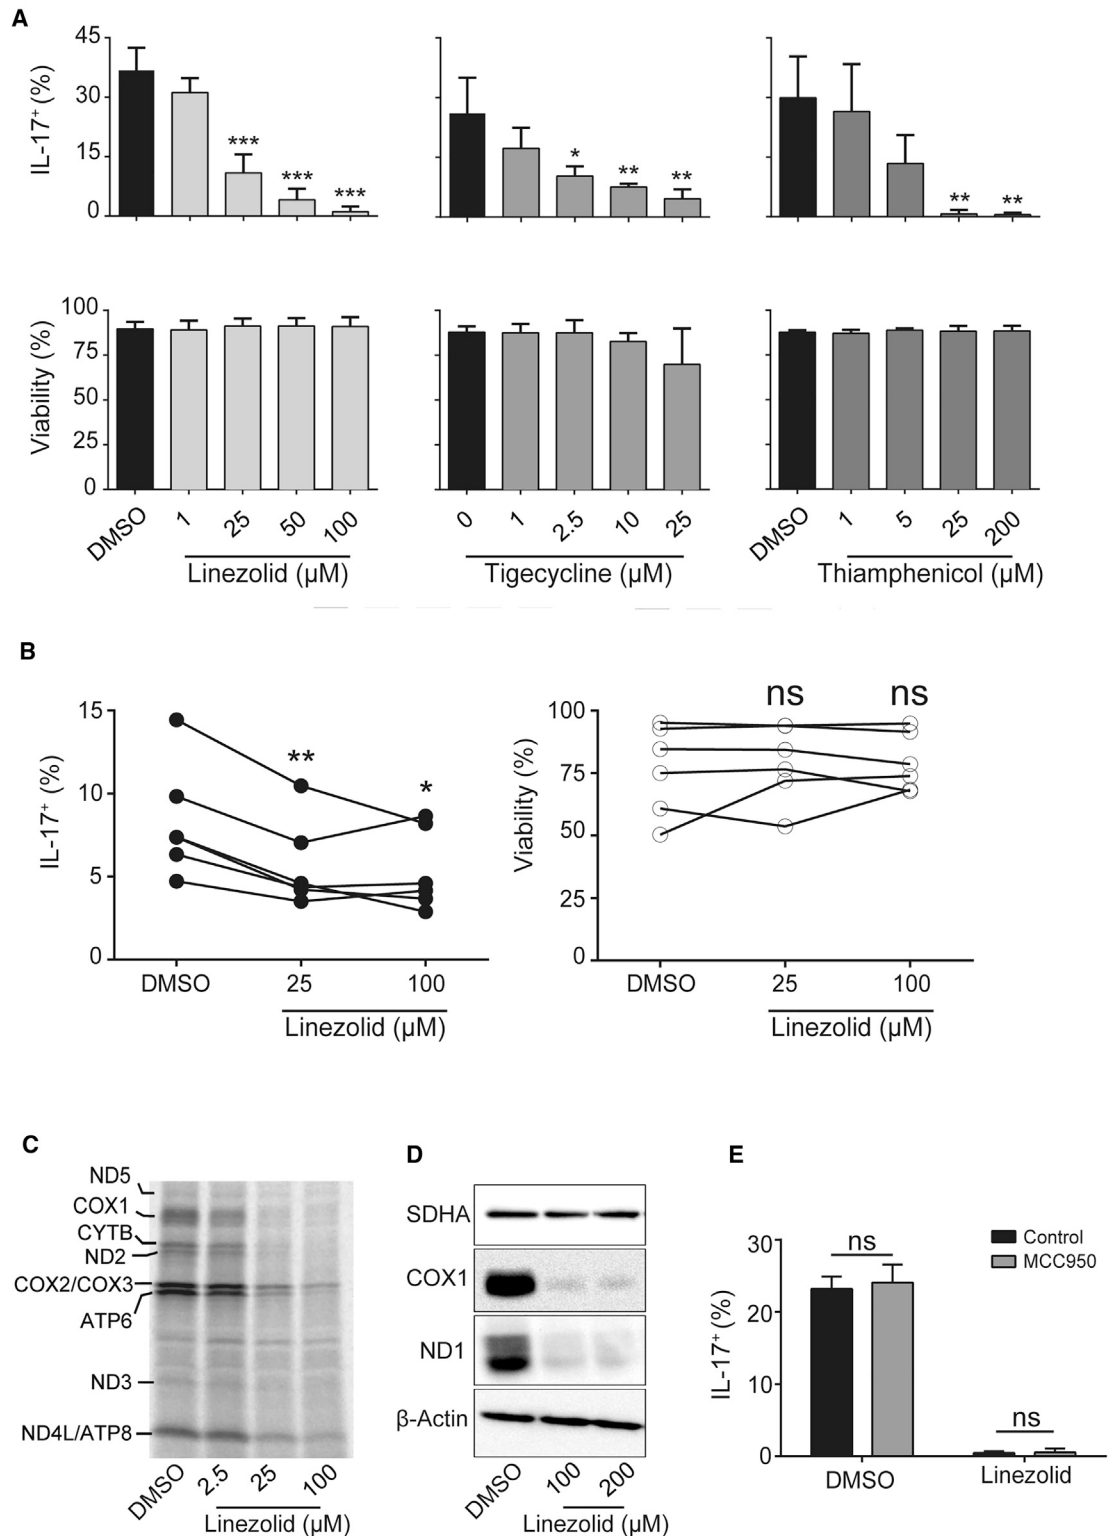 A
IL-17⁺ (%)
45
30
15
0
***
***
***
*
**
**
**
**
Viability (%)
100
75
50
25
0
DMSO 1 25 50 100
Linezolid (µM)
0 1 2.5 10 25
Tigecycline (µM)
DMSO 1 5 25 200
Thiamphenicol (µM)
B
IL-17⁺ (%)
15
10
5
0
**
*
DMSO 25 100
Linezolid (µM)
Viability (%)
100
75
50
25
0
ns
ns
DMSO 25 100
Linezolid (µM)
C
ND5
COX1
CYTB
ND2
COX2/COX3
ATP6
ND3
ND4L/ATP8
DMSO 2.5 25 100
Linezolid (µM)
D
SDHA
COX1
ND1
β-Actin
DMSO 100 200
Linezolid (µM)
E
Control
MCC950
IL-17⁺ (%)
30
20
10
0
ns
ns
DMSO Linezolid